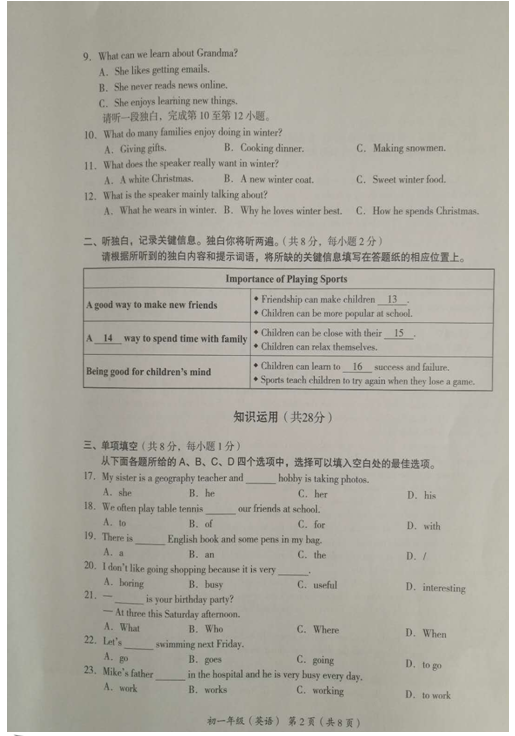 9. What can we learn about Grandma?
A. She likes getting emails.
B. She never reads news online.
C. She enjoys learning new things.
请听一段独白，完成第 10 至第 12 小题。
10. What do many families enjoy doing in winter?
A. Giving gifts. B. Cooking dinner. C. Making snowmen.
11. What does the speaker really want in winter?
A. A white Christmas. B. A new winter coat. C. Sweet winter food.
12. What is the speaker mainly talking about?
A. What he wears in winter. B. Why he loves winter best. C. How he spends Christmas.
二、听独白，记录关键信息。独白你将听两遍。（共 8 分，每小题 2 分）
请根据所听到的独白内容和提示词语，将所缺的关键信息填写在答题纸的相应位置上。
Importance of Playing Sports
A good way to make new friends
◆ Friendship can make children 13 .
◆ Children can be more popular at school.
A 14 way to spend time with family
◆ Children can be close with their 15 .
◆ Children can relax themselves.
Being good for children's mind
◆ Children can learn to 16 success and failure.
◆ Sports teach children to try again when they lose a game.
知识运用（共28分）
三、单项填空（共 8 分，每小题 1 分）
从下面各题所给的 A、B、C、D 四个选项中，选择可以填入空白处的最佳选项。
17. My sister is a geography teacher and ______ hobby is taking photos.
A. she B. he C. her D. his
18. We often play table tennis ______ our friends at school.
A. to B. of C. for D. with
19. There is ______ English book and some pens in my bag.
A. a B. an C. the D. /
20. I don't like going shopping because it is very ______.
A. boring B. busy C. useful D. interesting
21. — ______ is your birthday party?
— At three this Saturday afternoon.
A. What B. Who C. Where D. When
22. Let's ______ swimming next Friday.
A. go B. goes C. going D. to go
23. Mike's father ______ in the hospital and he is very busy every day.
A. work B. works C. working D. to work
初一年级（英语） 第 2 页（共 8 页）